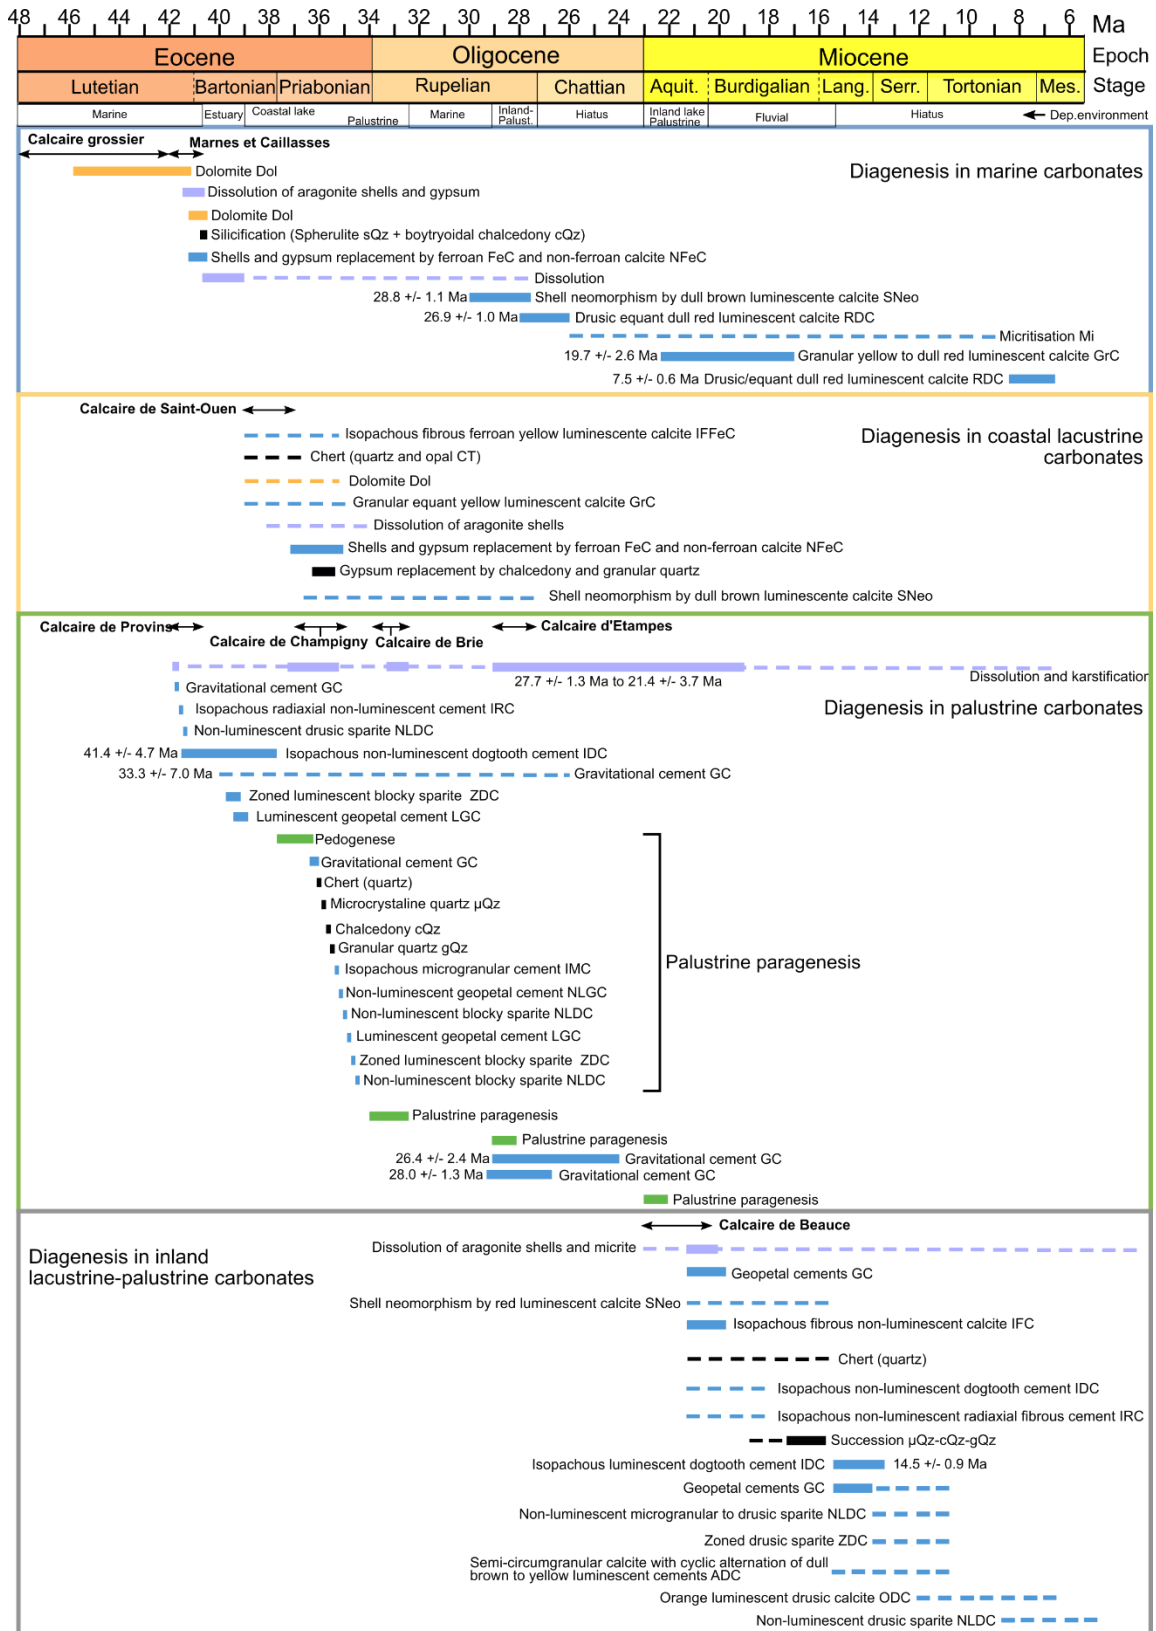 48 46 44 42 40 38 36 34 32 30 28 26 24 22 20 18 16 14 12 10 8 6 Ma
Eocene Oligocene Miocene Epoch
Lutetian Bartonian Priabonian Rupelian Chattian Aquit. Burdigalian Lang. Serr. Tortonian Mes. Stage
Marine Estuary Coastal lake Palustrine Marine Inland-Palust. Hiatus Inland lake Palustrine Fluvial Hiatus Dep.environment
Calcaire grossier Marnes et Caillasses
Diagenesis in marine carbonates
Dolomite Dol
Dissolution of aragonite shells and gypsum
Dolomite Dol
Silicification (Spherulite sQz + boytryoidal chalcedony cQz)
Shells and gypsum replacement by ferroan FeC and non-ferroan calcite NFeC
Dissolution
28.8 +/- 1.1 Ma Shell neomorphism by dull brown luminescente calcite SNeo
26.9 +/- 1.0 Ma Drusic equant dull red luminescent calcite RDC
Micritisation Mi
19.7 +/- 2.6 Ma Granular yellow to dull red luminescent calcite GrC
7.5 +/- 0.6 Ma Drusic/equant dull red luminescent calcite RDC
Calcaire de Saint-Ouen
Diagenesis in coastal lacustrine
carbonates
Isopachous fibrous ferroan yellow luminescente calcite IFFeC
Chert (quartz and opal CT)
Dolomite Dol
Granular equant yellow luminescent calcite GrC
Dissolution of aragonite shells
Shells and gypsum replacement by ferroan FeC and non-ferroan calcite NFeC
Gypsum replacement by chalcedony and granular quartz
Shell neomorphism by dull brown luminescente calcite SNeo
Calcaire de Provins Calcaire d'Etampes
Calcaire de Champigny Calcaire de Brie
Dissolution and karstification
27.7 +/- 1.3 Ma to 21.4 +/- 3.7 Ma
Gravitational cement GC
Diagenesis in palustrine carbonates
Isopachous radiaxial non-luminescent cement IRC
Non-luminescent drusic sparite NLDC
41.4 +/- 4.7 Ma Isopachous non-luminescent dogtooth cement IDC
33.3 +/- 7.0 Ma Gravitational cement GC
Zoned luminescent blocky sparite ZDC
Luminescent geopetal cement LGC
Pedogenese
Gravitational cement GC
Chert (quartz)
Microcrystaline quartz µQz
Chalcedony cQz
Granular quartz gQz
Palustrine paragenesis
Isopachous microgranular cement IMC
Non-luminescent geopetal cement NLGC
Non-luminescent blocky sparite NLDC
Luminescent geopetal cement LGC
Zoned luminescent blocky sparite ZDC
Non-luminescent blocky sparite NLDC
Palustrine paragenesis
Palustrine paragenesis
26.4 +/- 2.4 Ma Gravitational cement GC
28.0 +/- 1.3 Ma Gravitational cement GC
Palustrine paragenesis
Calcaire de Beauce
Diagenesis in inland
lacustrine-palustrine carbonates
Dissolution of aragonite shells and micrite
Geopetal cements GC
Shell neomorphism by red luminescent calcite SNeo
Isopachous fibrous non-luminescent calcite IFC
Chert (quartz)
Isopachous non-luminescent dogtooth cement IDC
Isopachous non-luminescent radiaxial fibrous cement IRC
Succession µQz-cQz-gQz
Isopachous luminescent dogtooth cement IDC 14.5 +/- 0.9 Ma
Geopetal cements GC
Non-luminescent microgranular to drusic sparite NLDC
Zoned drusic sparite ZDC
Semi-circumgranular calcite with cyclic alternation of dull
brown to yellow luminescent cements ADC
Orange luminescent drusic calcite ODC
Non-luminescent drusic sparite NLDC